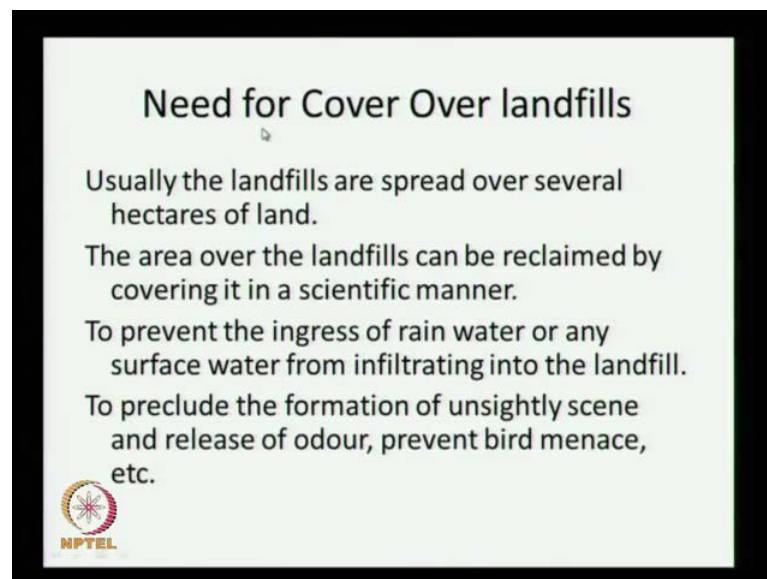 Need for Cover Over landfills
Usually the landfills are spread over several
hectares of land.
The area over the landfills can be reclaimed by
covering it in a scientific manner.
To prevent the ingress of rain water or any
surface water from infiltrating into the landfill.
To preclude the formation of unsightly scene
and release of odour, prevent bird menace,
etc.
NPTEL